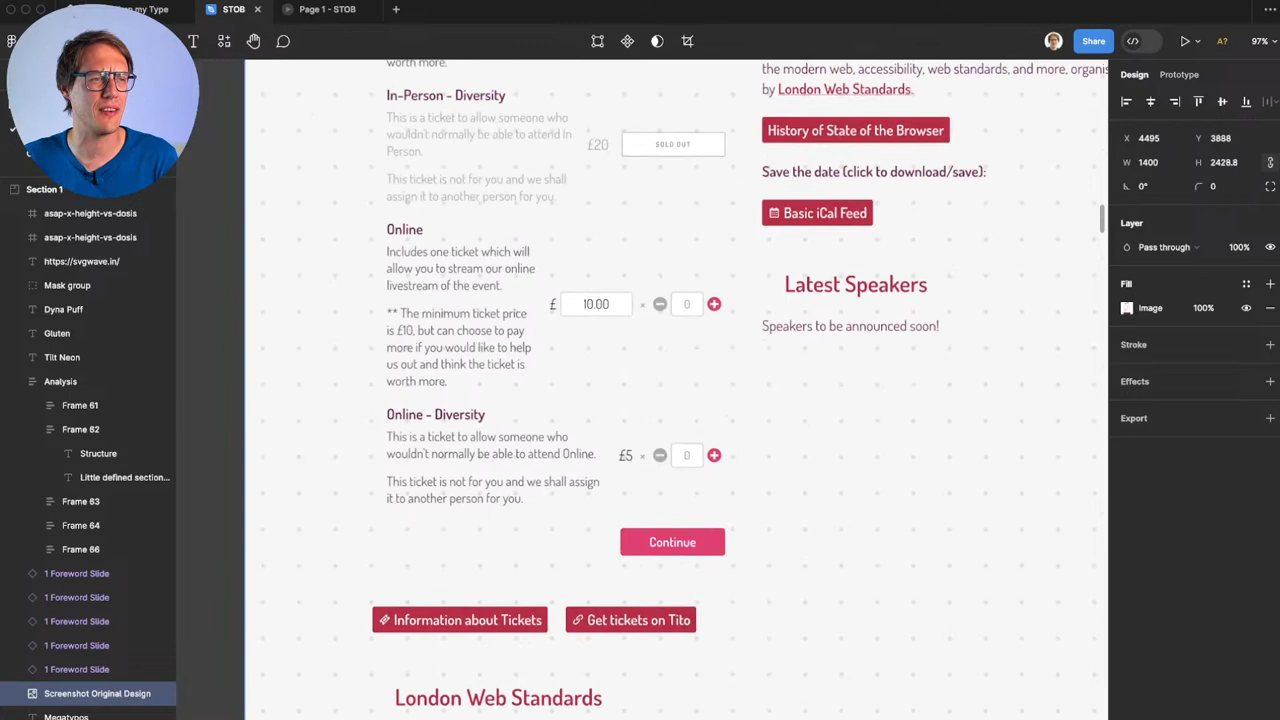 my Type
STOB
Page 1 - STOB
Share
A?
97%
Section 1
asap-x-height-vs-dosis
asap-x-height-vs-dosis
https://svgwave.in/
Mask group
Dyna Puff
Gluten
Tilt Neon
Analysis
Frame 61
Frame 62
Structure
Little defined section...
Frame 63
Frame 64
Frame 66
1 Foreword Slide
1 Foreword Slide
1 Foreword Slide
1 Foreword Slide
1 Foreword Slide
Screenshot Original Design
Megatypos
worth more.
In-Person - Diversity
This is a ticket to allow someone who
wouldn't normally be able to attend In
Person.
£20
SOLD OUT
This ticket is not for you and we shall
assign it to another person for you.
Online
Includes one ticket which will
allow you to stream our online
livestream of the event.
** The minimum ticket price
is £10, but can choose to pay
more if you would like to help
us out and think the ticket is
worth more.
£ 10.00 × 0
Online - Diversity
This is a ticket to allow someone who
wouldn't normally be able to attend Online.
This ticket is not for you and we shall assign
it to another person for you.
£5 × 0
Continue
Information about Tickets
Get tickets on Tito
London Web Standards
the modern web, accessibility, web standards, and more, organis
by London Web Standards.
History of State of the Browser
Save the date (click to download/save):
Basic iCal Feed
Latest Speakers
Speakers to be announced soon!
Design
Prototype
X 4495
Y 3888
W 1400
H 2428.8
0°
0
Layer
Pass through
100%
Fill
Image
100%
Stroke
Effects
Export